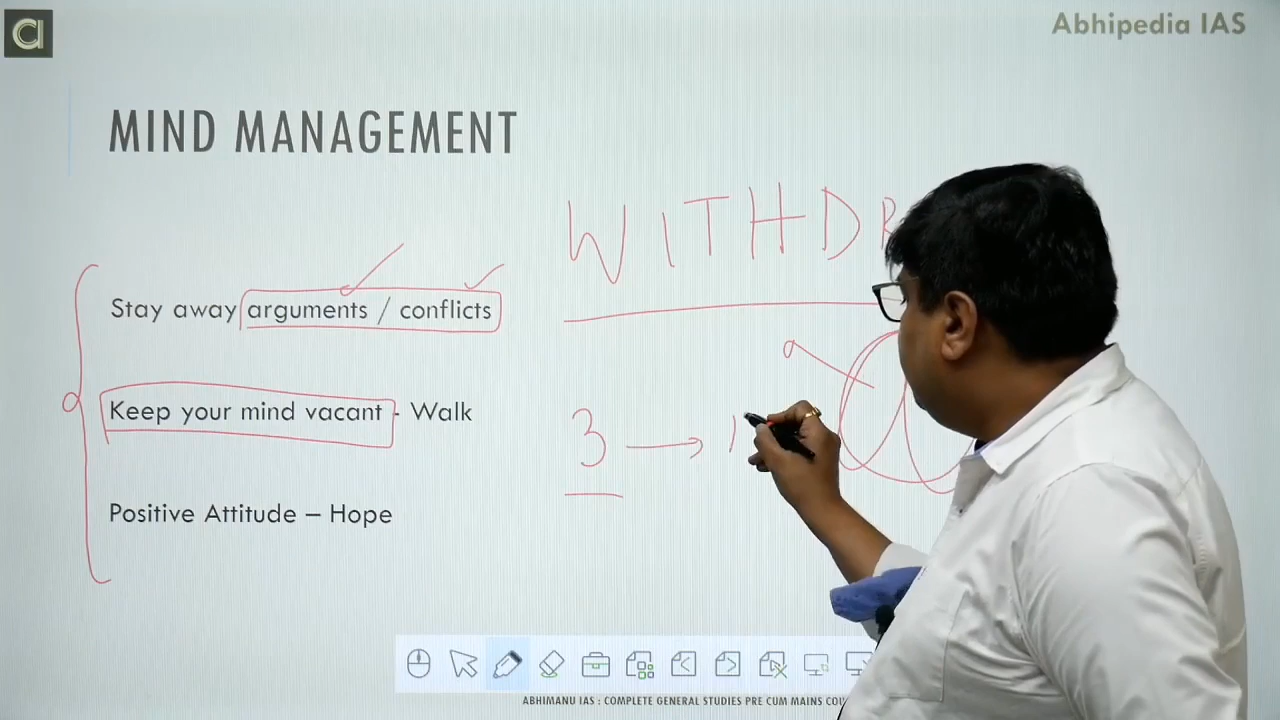 Abhipedia IAS
MIND MANAGEMENT
WITHD
Stay away arguments / conflicts
Keep your mind vacant - Walk
3
Positive Attitude – Hope
ABHIMANU IAS : COMPLETE GENERAL STUDIES PRE CUM MAINS